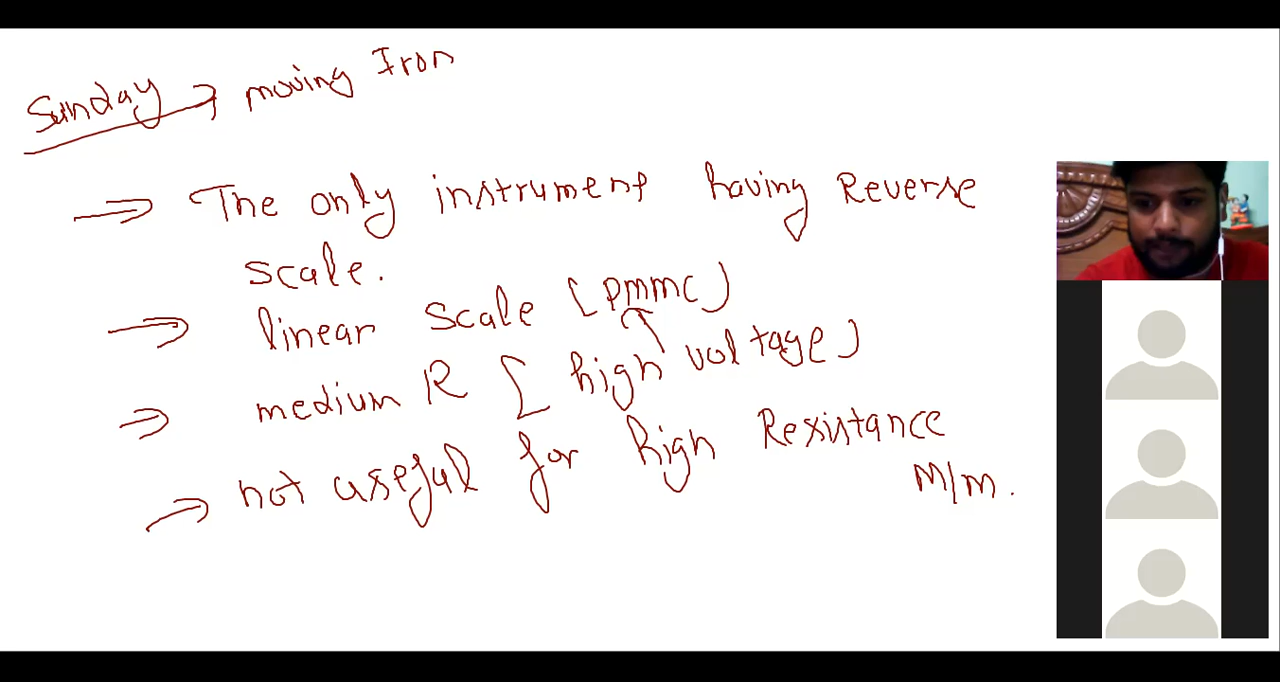 Sunday → moving Iron
⇒ The only instrument having Reverse
scale.
⇒ linear scale [PMMC]
⇒ medium R [high voltage]
⇒ not useful for high Rexistance
M/m.